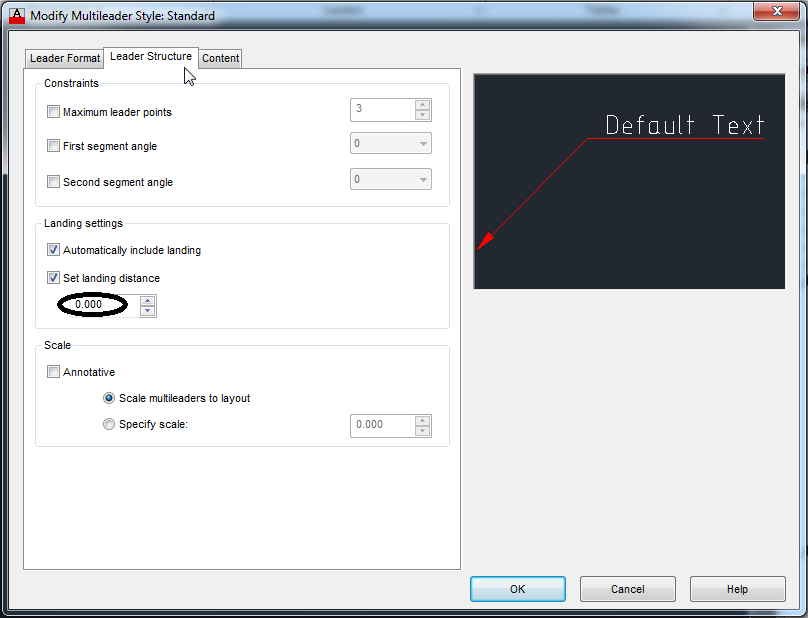 Modify Multileader Style: Standard
Leader Format
Leader Structure
Content
Constraints
Maximum leader points
3
First segment angle
0
Second segment angle
0
Landing settings
Automatically include landing
Set landing distance
0.000
Scale
Annotative
Scale multileaders to layout
Specify scale:
0.000
Default Text
OK
Cancel
Help